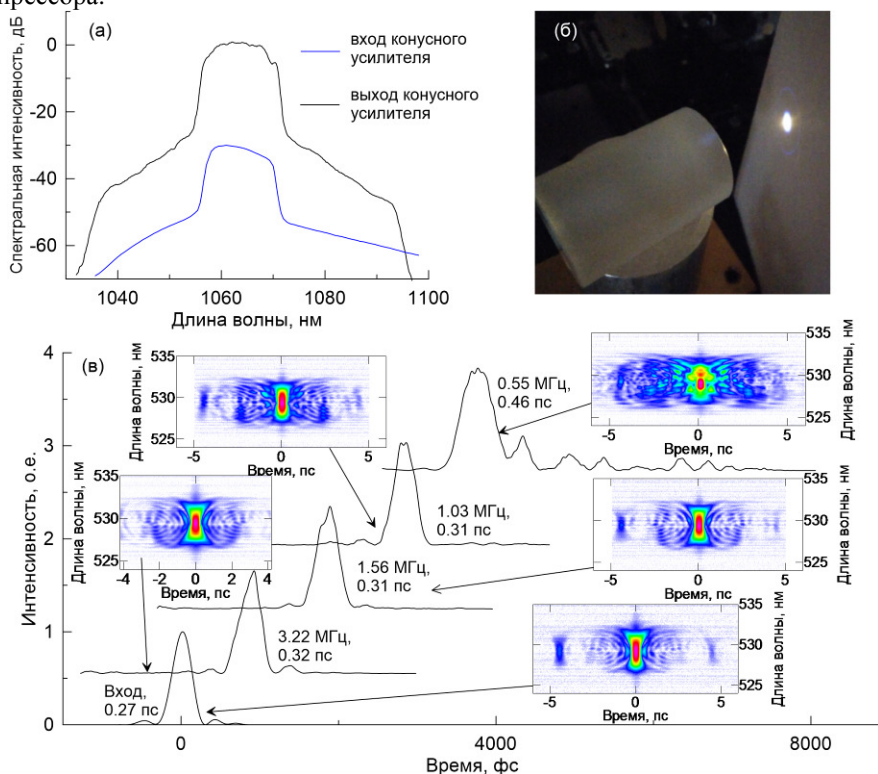 прессора.
(а)
Спектральная интенсивность, дБ
0
-20
-40
-60
вход конусного
усилителя
выход конусного
усилителя
1040
1060
1080
1100
Длина волны, нм
(б)
(в)
Интенсивность, о.е.
4
3
2
1
0
Длина волны, нм
535
530
524
-5
0
5
Время, пс
0.55 МГц,
0.46 пс
535
530
525
Длина волны, нм
-5
0
5
Время, пс
Длина волны, нм
535
530
524
-4
-2
0
2
4
Время, пс
1.03 МГц,
0.31 пс
535
530
524
Длина волны, нм
-5
0
5
Время, пс
1.56 МГц,
0.31 пс
3.22 МГц,
0.32 пс
535
530
526
Длина волны, нм
-5
0
5
Время, пс
Вход,
0.27 пс
0
4000
8000
Время, фс